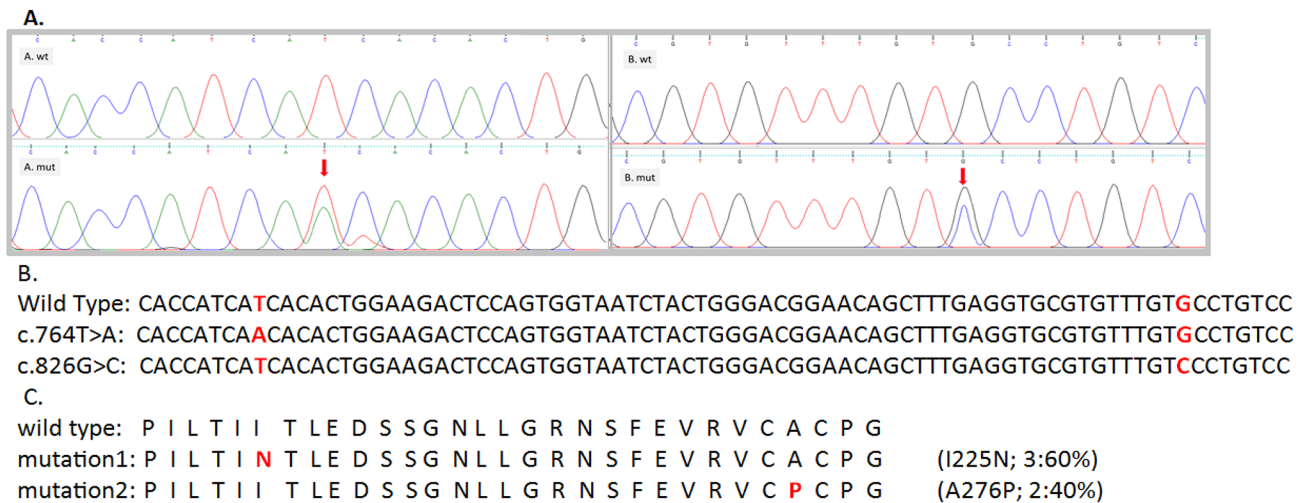 A.
C A C C A T C A T C A C A C T G
A. wt
C G T G T T T G T G C C T G T C
B. wt
C A C C A T C A T C A C A C T G
A. mut
C G T G T T T G T G C C T G T C
B. mut
B.
Wild Type: CACCATCATCACACTGGAAGACTCCAGTGGTAATCTACTGGGACGGAACAGCTTTGAGGTGCGTGTTTGTGCCTGTCC
c.764T>A: CACCATCAACACACTGGAAGACTCCAGTGGTAATCTACTGGGACGGAACAGCTTTGAGGTGCGTGTTTGTGCCTGTCC
c.826G>C: CACCATCATCACACTGGAAGACTCCAGTGGTAATCTACTGGGACGGAACAGCTTTGAGGTGCGTGTTTGTCCCTGTCC
C.
wild type: P I L T I I T L E D S S G N L L G R N S F E V R V C A C P G
mutation1: P I L T I N T L E D S S G N L L G R N S F E V R V C A C P G (I225N; 3:60%)
mutation2: P I L T I I T L E D S S G N L L G R N S F E V R V C P C P G (A276P; 2:40%)